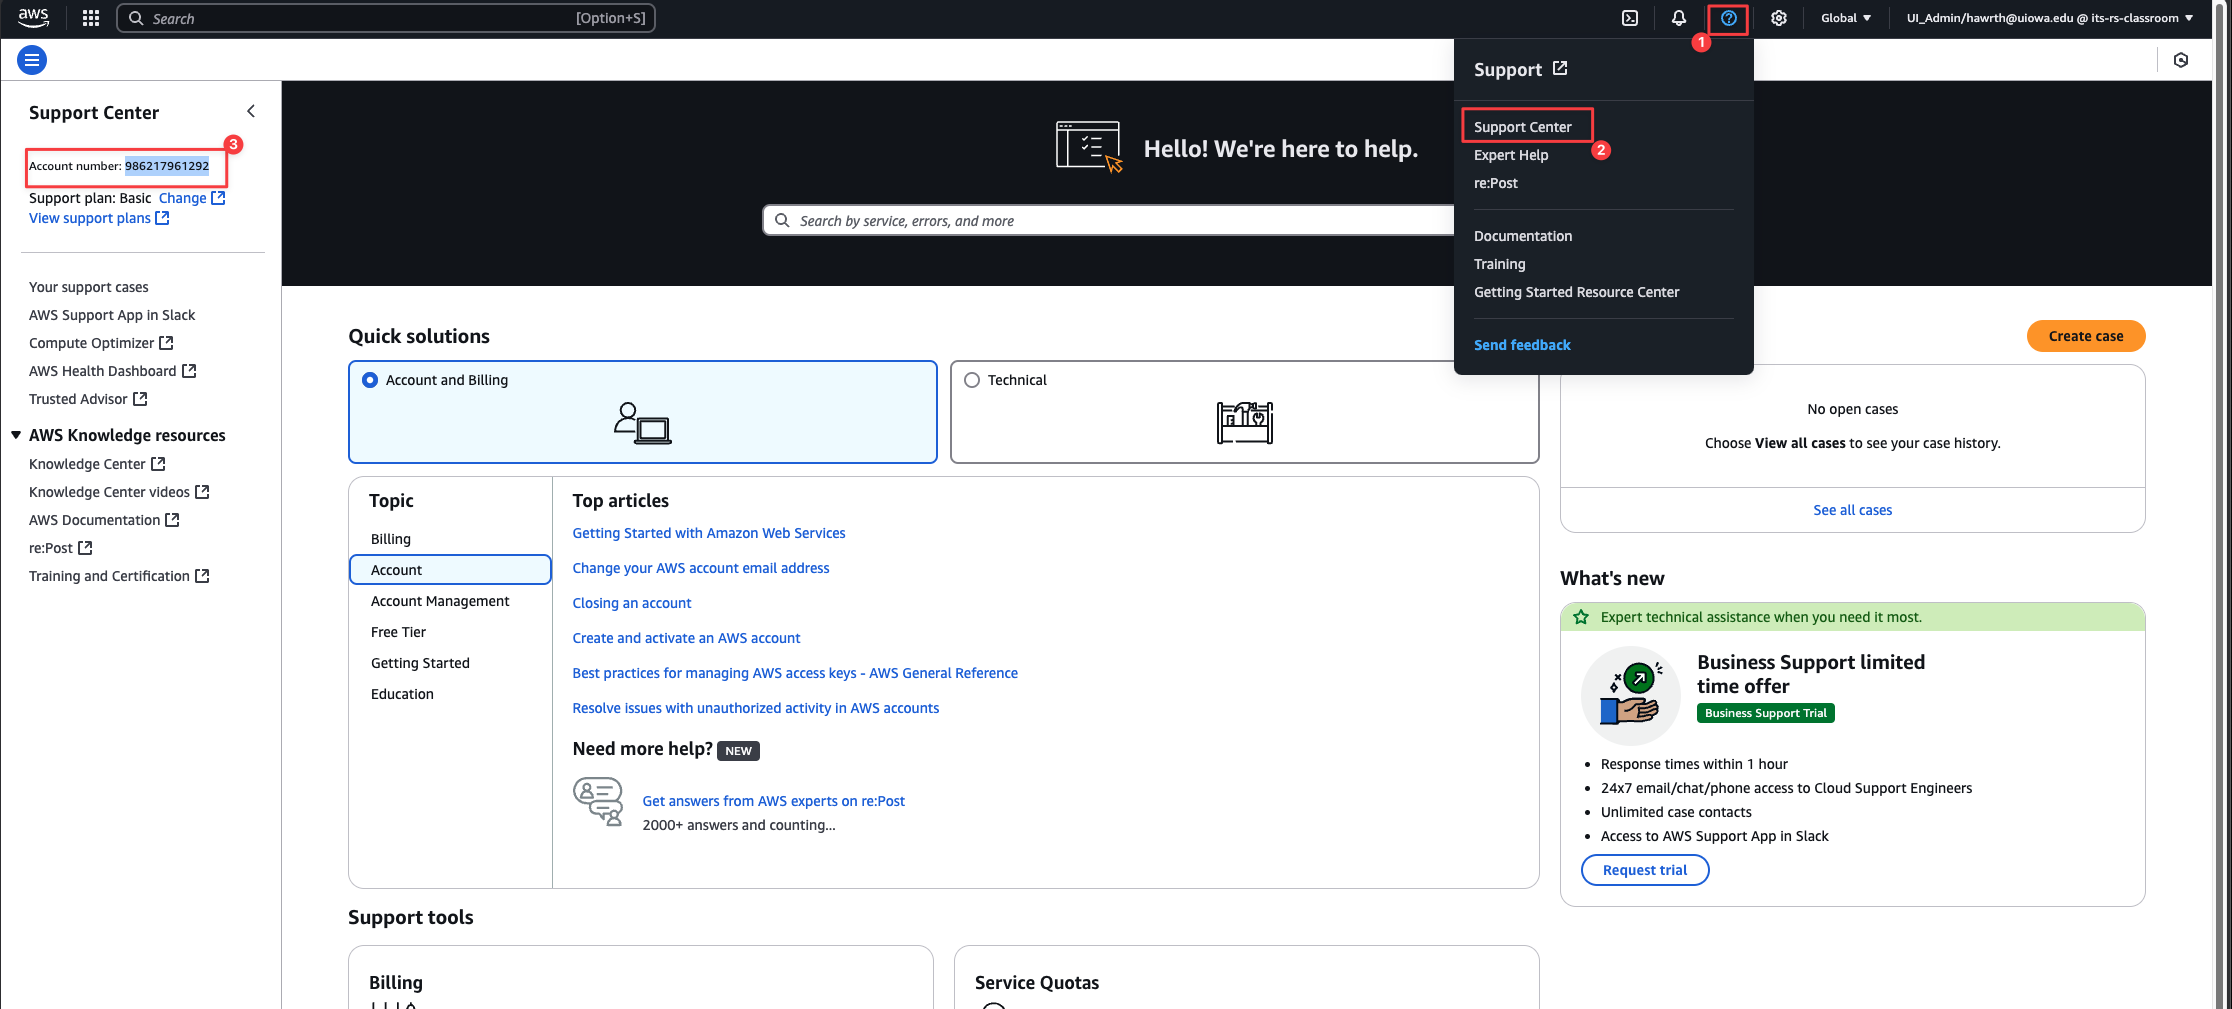 aws
Search
[Option+S]
Global
UI_Admin/hawrth@uiowa.edu @ its-rs-classroom
1
Support
Support Center
2
Expert Help
re:Post
Documentation
Training
Getting Started Resource Center
Send feedback
Support Center
3
Account number: 986217961292
Support plan: Basic Change
View support plans
Your support cases
AWS Support App in Slack
Compute Optimizer
AWS Health Dashboard
Trusted Advisor
AWS Knowledge resources
Knowledge Center
Knowledge Center videos
AWS Documentation
re:Post
Training and Certification
Hello! We're here to help.
Search by service, errors, and more
Quick solutions
Account and Billing
Technical
Topic
Billing
Account
Account Management
Free Tier
Getting Started
Education
Top articles
Getting Started with Amazon Web Services
Change your AWS account email address
Closing an account
Create and activate an AWS account
Best practices for managing AWS access keys - AWS General Reference
Resolve issues with unauthorized activity in AWS accounts
Need more help? NEW
Get answers from AWS experts on re:Post
2000+ answers and counting...
Create case
No open cases
Choose View all cases to see your case history.
See all cases
What's new
Expert technical assistance when you need it most.
Business Support limited
time offer
Business Support Trial
• Response times within 1 hour
• 24x7 email/chat/phone access to Cloud Support Engineers
• Unlimited case contacts
• Access to AWS Support App in Slack
Request trial
Support tools
Billing
Service Quotas